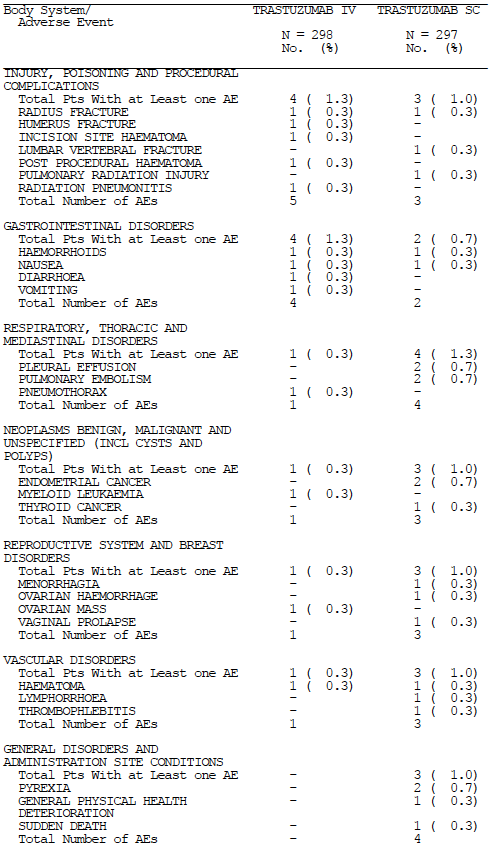 Body System/ TRASTUZUMAB IV TRASTUZUMAB SC
Adverse Event
N = 298 N = 297
No. (%) No. (%)
INJURY, POISONING AND PROCEDURAL
COMPLICATIONS
Total Pts With at Least one AE 4 ( 1.3) 3 ( 1.0)
RADIUS FRACTURE 1 ( 0.3) 1 ( 0.3)
HUMERUS FRACTURE 1 ( 0.3) -
INCISION SITE HAEMATOMA 1 ( 0.3) -
LUMBAR VERTEBRAL FRACTURE - 1 ( 0.3)
POST PROCEDURAL HAEMATOMA 1 ( 0.3) -
PULMONARY RADIATION INJURY - 1 ( 0.3)
RADIATION PNEUMONITIS 1 ( 0.3) -
Total Number of AEs 5 3
GASTROINTESTINAL DISORDERS
Total Pts With at Least one AE 4 ( 1.3) 2 ( 0.7)
HAEMORRHOIDS 1 ( 0.3) 1 ( 0.3)
NAUSEA 1 ( 0.3) 1 ( 0.3)
DIARRHOEA 1 ( 0.3) -
VOMITING 1 ( 0.3) -
Total Number of AEs 4 2
RESPIRATORY, THORACIC AND
MEDIASTINAL DISORDERS
Total Pts With at Least one AE 1 ( 0.3) 4 ( 1.3)
PLEURAL EFFUSION - 2 ( 0.7)
PULMONARY EMBOLISM - 2 ( 0.7)
PNEUMOTHORAX 1 ( 0.3) -
Total Number of AEs 1 4
NEOPLASMS BENIGN, MALIGNANT AND
UNSPECIFIED (INCL CYSTS AND
POLYPS)
Total Pts With at Least one AE 1 ( 0.3) 3 ( 1.0)
ENDOMETRIAL CANCER - 2 ( 0.7)
MYELOID LEUKAEMIA 1 ( 0.3) -
THYROID CANCER - 1 ( 0.3)
Total Number of AEs 1 3
REPRODUCTIVE SYSTEM AND BREAST
DISORDERS
Total Pts With at Least one AE 1 ( 0.3) 3 ( 1.0)
MENORRHAGIA - 1 ( 0.3)
OVARIAN HAEMORRHAGE - 1 ( 0.3)
OVARIAN MASS 1 ( 0.3) -
VAGINAL PROLAPSE - 1 ( 0.3)
Total Number of AEs 1 3
VASCULAR DISORDERS
Total Pts With at Least one AE 1 ( 0.3) 3 ( 1.0)
HAEMATOMA 1 ( 0.3) 1 ( 0.3)
LYMPHORRHOEA - 1 ( 0.3)
THROMBOPHLEBITIS - 1 ( 0.3)
Total Number of AEs 1 3
GENERAL DISORDERS AND
ADMINISTRATION SITE CONDITIONS
Total Pts With at Least one AE - 3 ( 1.0)
PYREXIA - 2 ( 0.7)
GENERAL PHYSICAL HEALTH - 1 ( 0.3)
DETERIORATION
SUDDEN DEATH - 1 ( 0.3)
Total Number of AEs - 4